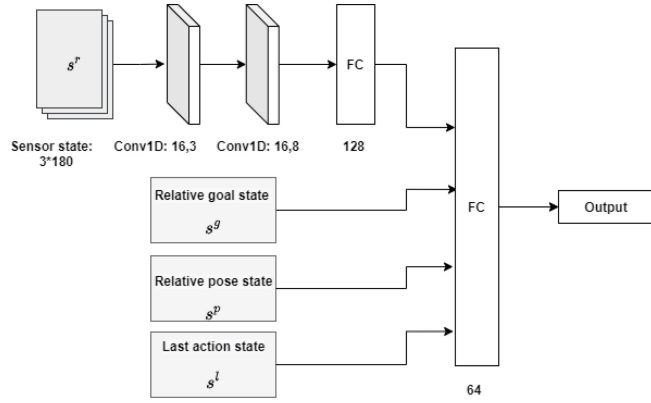 s^r
FC
Sensor state:
3*180
Conv1D: 16,3
Conv1D: 16,8
128
Relative goal state
s^g
Relative pose state
s^p
Last action state
s^l
FC
64
Output